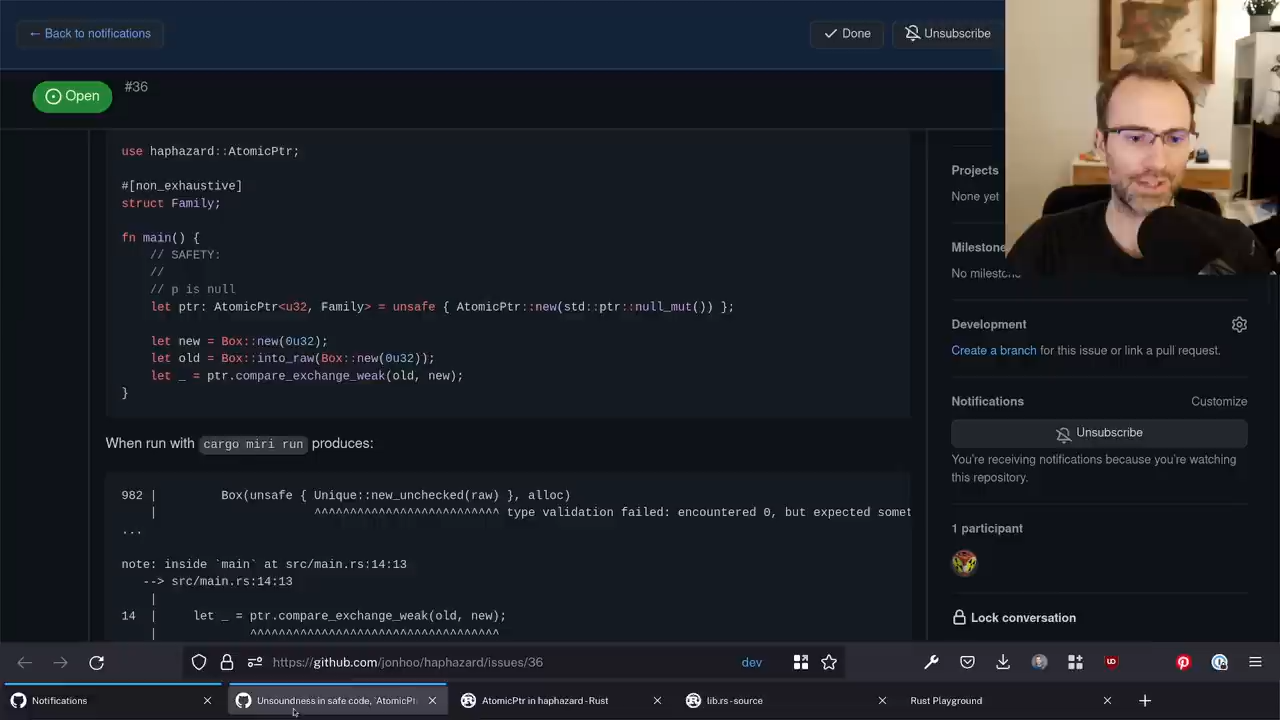 ← Back to notifications
Done
Unsubscribe
Open
#36
use haphazard::AtomicPtr;
#[non_exhaustive]
struct Family;
fn main() {
// SAFETY:
//
// p is null
let ptr: AtomicPtr<u32, Family> = unsafe { AtomicPtr::new(std::ptr::null_mut()) };
let new = Box::new(0u32);
let old = Box::into_raw(Box::new(0u32));
let _ = ptr.compare_exchange_weak(old, new);
}
When run with cargo miri run produces:
982 | Box(unsafe { Unique::new_unchecked(raw) }, alloc)
| ^^^^^^^^^^^^^^^^^^^^^^^^^^ type validation failed: encountered 0, but expected somet
...
note: inside `main` at src/main.rs:14:13
--> src/main.rs:14:13
|
14 | let _ = ptr.compare_exchange_weak(old, new);
| ^^^^^^^^^^^^^^^^^^^^^^^^^^^^^^^^^^^
Projects
None yet
Milestone
No milestone
Development
Create a branch for this issue or link a pull request.
Notifications
Customize
Unsubscribe
You're receiving notifications because you're watching
this repository.
1 participant
Lock conversation
https://github.com/jonhoo/haphazard/issues/36
dev
Notifications
Unsoundness in safe code, `AtomicPt
AtomicPtr in haphazard - Rust
lib.rs - source
Rust Playground